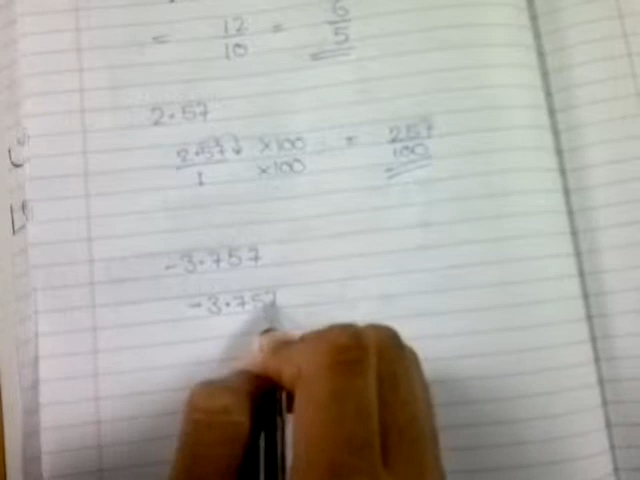 = 12/10 = 6/5
2.57
2.57/1 ×100/×100 = 257/100
-3.757
-3.757